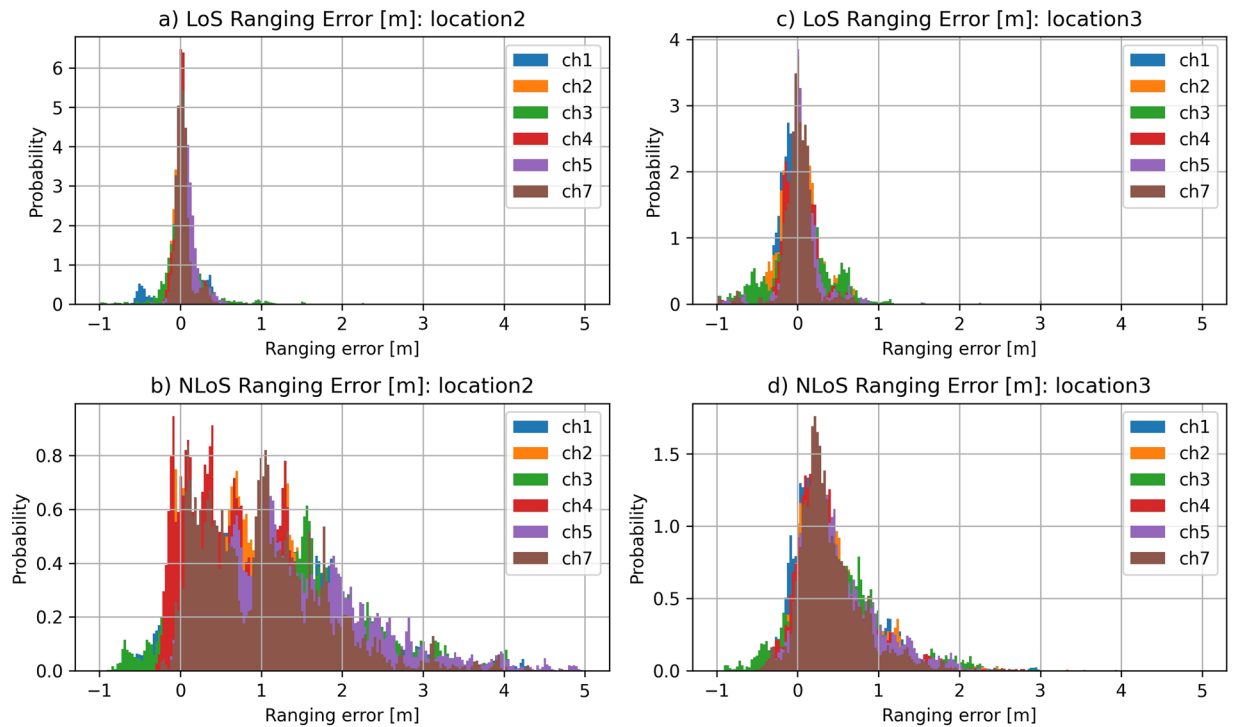 a) LoS Ranging Error [m]: location2
Probability
6
5
4
3
2
1
0
ch1
ch2
ch3
ch4
ch5
ch7
−1 0 1 2 3 4 5
Ranging error [m]
c) LoS Ranging Error [m]: location3
Probability
4
3
2
1
0
ch1
ch2
ch3
ch4
ch5
ch7
−1 0 1 2 3 4 5
Ranging error [m]
b) NLoS Ranging Error [m]: location2
Probability
0.8
0.6
0.4
0.2
0.0
ch1
ch2
ch3
ch4
ch5
ch7
−1 0 1 2 3 4 5
Ranging error [m]
d) NLoS Ranging Error [m]: location3
Probability
1.5
1.0
0.5
0.0
ch1
ch2
ch3
ch4
ch5
ch7
−1 0 1 2 3 4 5
Ranging error [m]